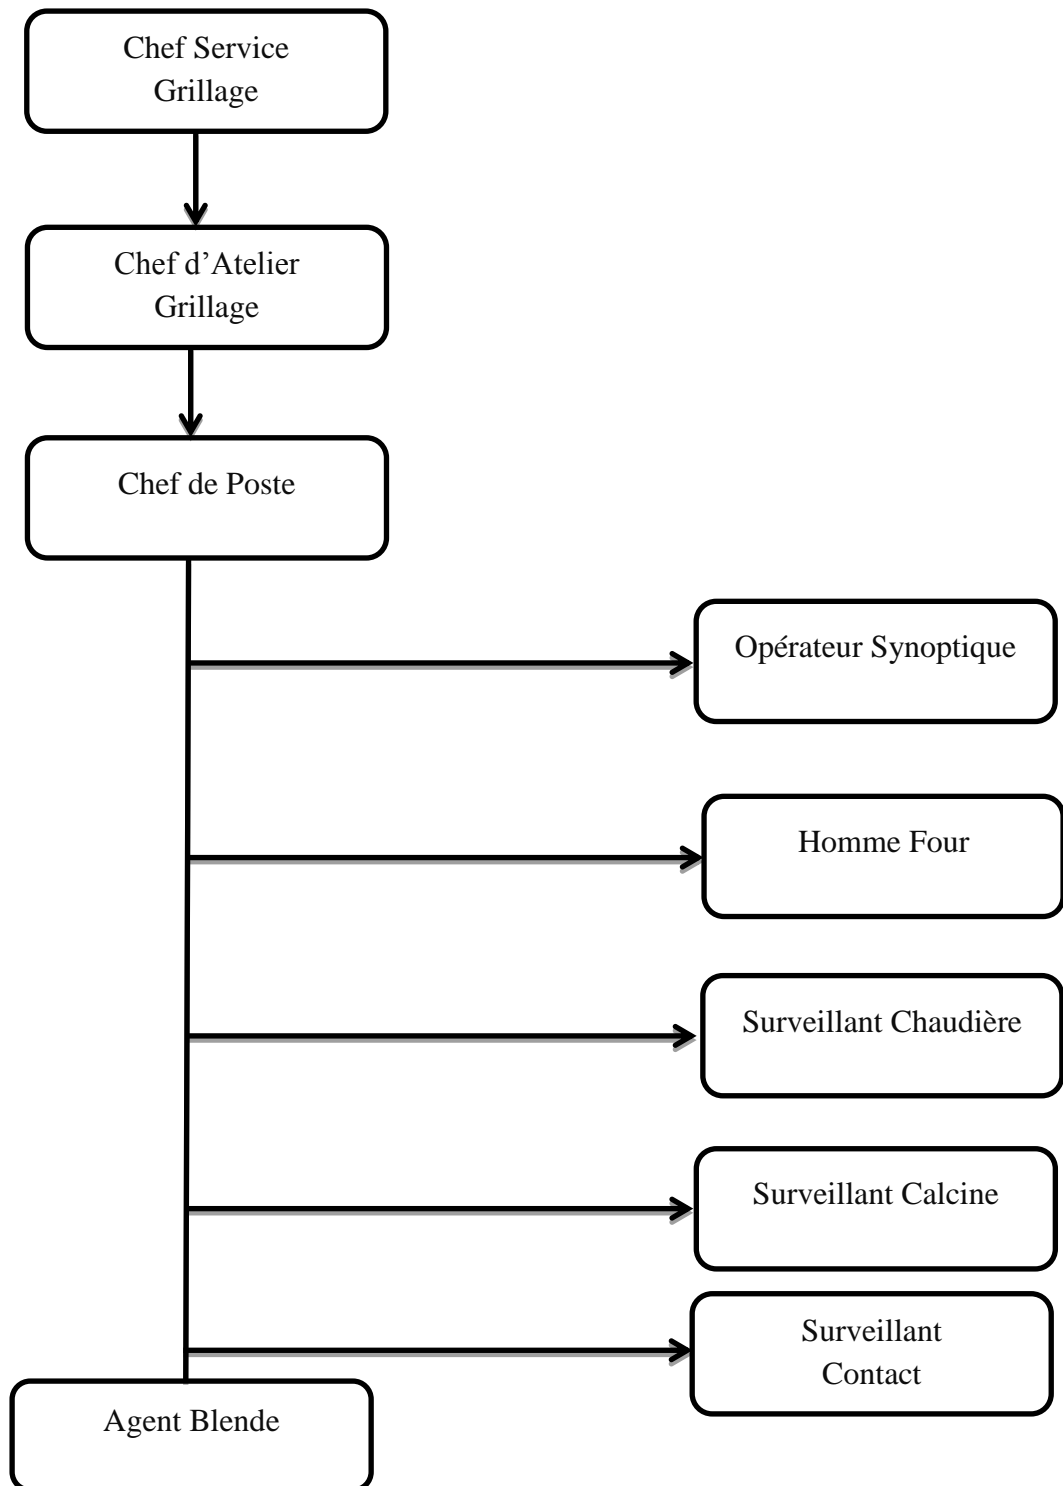 Chef Service
Grillage
Chef d’Atelier
Grillage
Chef de Poste
Opérateur Synoptique
Homme Four
Surveillant Chaudière
Surveillant Calcine
Surveillant
Contact
Agent Blende